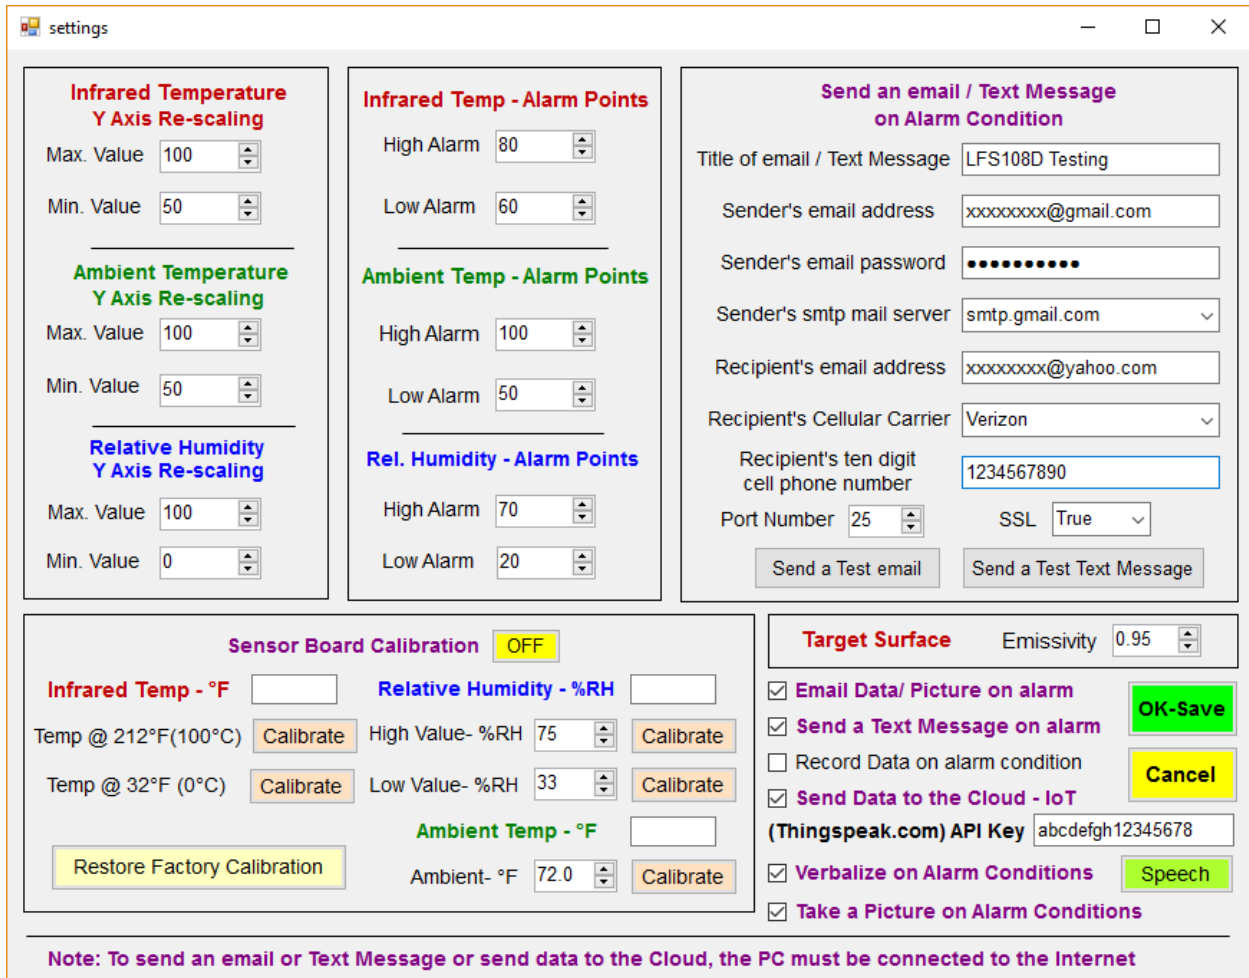 settings
Infrared Temperature
Y Axis Re-scaling
Max. Value 100
Min. Value 50
Ambient Temperature
Y Axis Re-scaling
Max. Value 100
Min. Value 50
Relative Humidity
Y Axis Re-scaling
Max. Value 100
Min. Value 0
Infrared Temp - Alarm Points
High Alarm 80
Low Alarm 60
Ambient Temp - Alarm Points
High Alarm 100
Low Alarm 50
Rel. Humidity - Alarm Points
High Alarm 70
Low Alarm 20
Send an email / Text Message
on Alarm Condition
Title of email / Text Message LFS108D Testing
Sender's email address xxxxxxxx@gmail.com
Sender's email password ●●●●●●●●●●
Sender's smtp mail server smtp.gmail.com
Recipient's email address xxxxxxxx@yahoo.com
Recipient's Cellular Carrier Verizon
Recipient's ten digit
cell phone number 1234567890
Port Number 25 SSL True
Send a Test email Send a Test Text Message
Sensor Board Calibration OFF
Infrared Temp - °F Relative Humidity - %RH
Temp @ 212°F(100°C) Calibrate High Value- %RH 75 Calibrate
Temp @ 32°F (0°C) Calibrate Low Value- %RH 33 Calibrate
Ambient Temp - °F
Restore Factory Calibration Ambient- °F 72.0 Calibrate
Target Surface Emissivity 0.95
Email Data/ Picture on alarm
Send a Text Message on alarm
OK-Save
Record Data on alarm condition
Cancel
Send Data to the Cloud - IoT
(Thingspeak.com) API Key abcdefgh12345678
Verbalize on Alarm Conditions Speech
Take a Picture on Alarm Conditions
Note: To send an email or Text Message or send data to the Cloud, the PC must be connected to the Internet